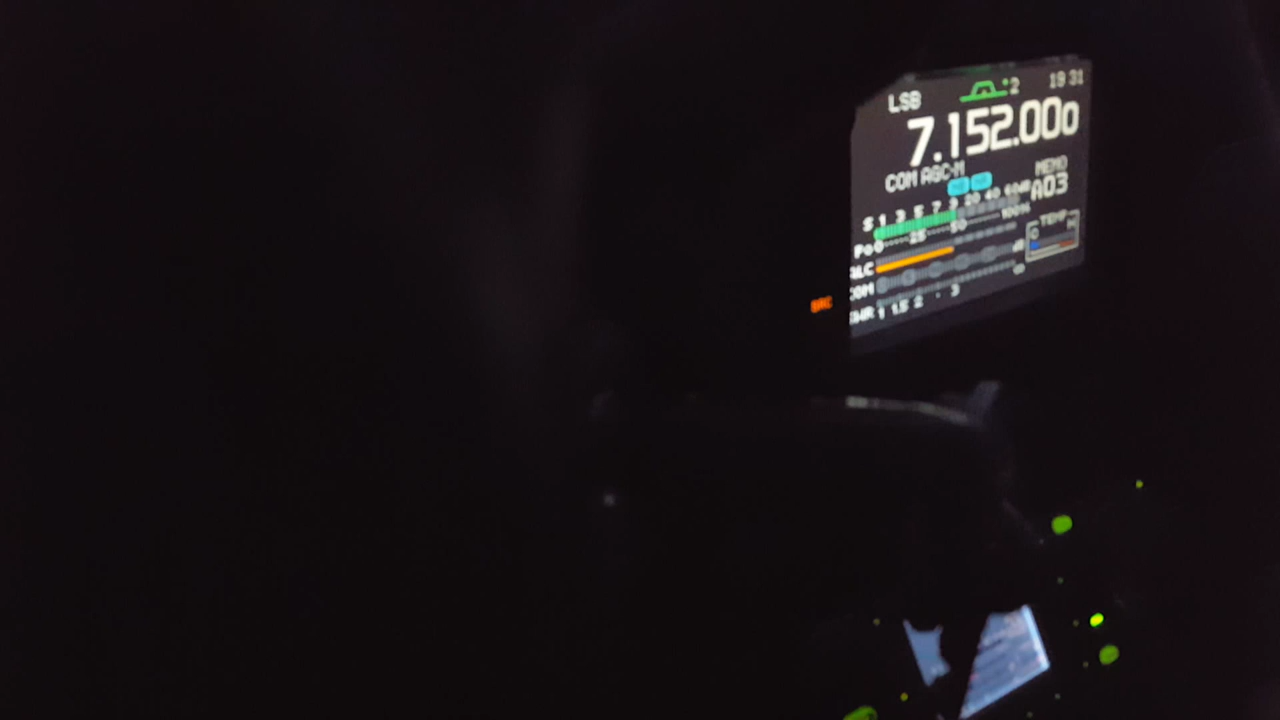 19 31
LSB 2
7.152.000
COM AGC-M
MEMO
A03
S 1 3 5 7 9 20 40 60dB
Po 0 25 50 100%
TEMP
ALC
COM
SWR 1 1.5 2 3